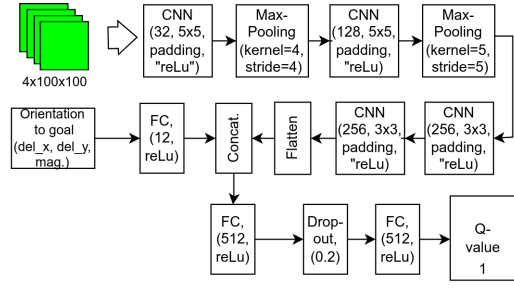 CNN
(32, 5x5,
padding,
"reLu")
Max-
Pooling
(kernel=4,
stride=4)
CNN
(128, 5x5,
padding,
"reLu)
Max-
Pooling
(kernel=5,
stride=5)
4x100x100
Orientation
to goal
(del_x, del_y,
mag.)
FC,
(12,
reLu)
Concat.
Flatten
CNN
(256, 3x3,
padding,
"reLu)
CNN
(256, 3x3,
padding,
"reLu)
FC,
(512,
reLu)
Drop-
out,
(0.2)
FC,
(512,
reLu)
Q-
value
1